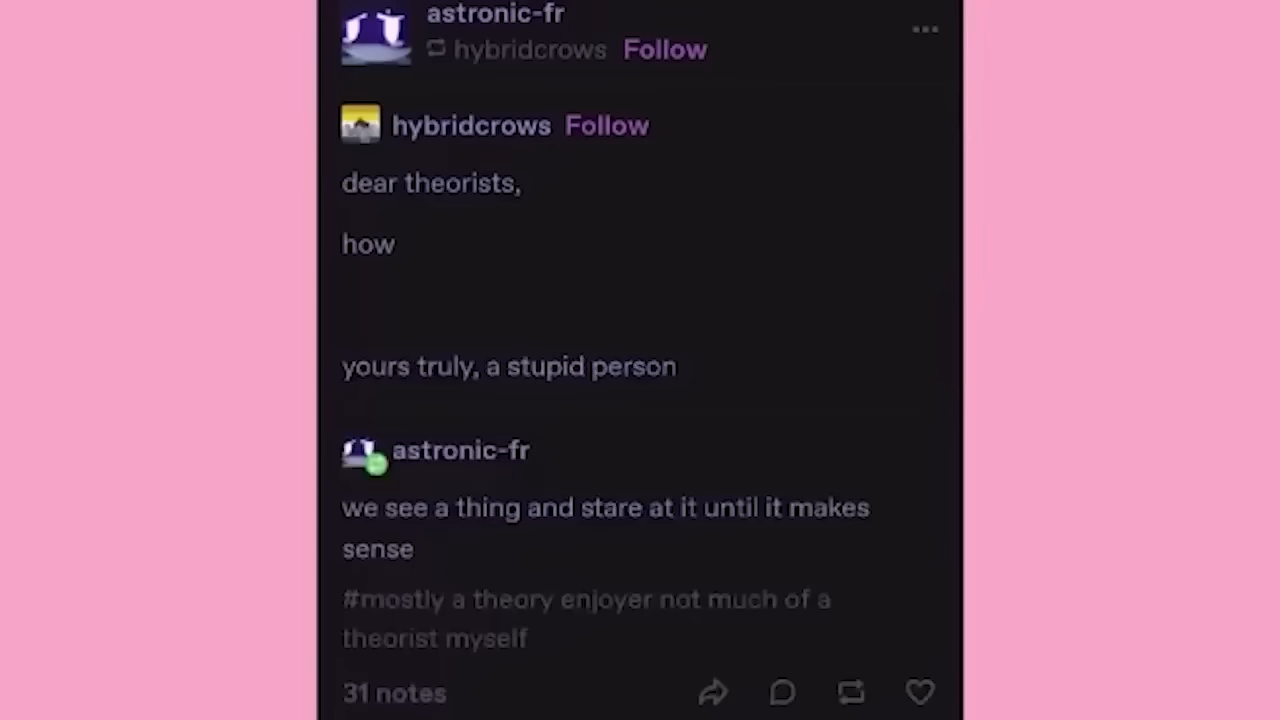 astronic-fr
hybridcrows Follow
hybridcrows Follow
dear theorists,
how
yours truly, a stupid person
astronic-fr
we see a thing and stare at it until it makes
sense
#mostly a theory enjoyer not much of a
theorist myself
31 notes